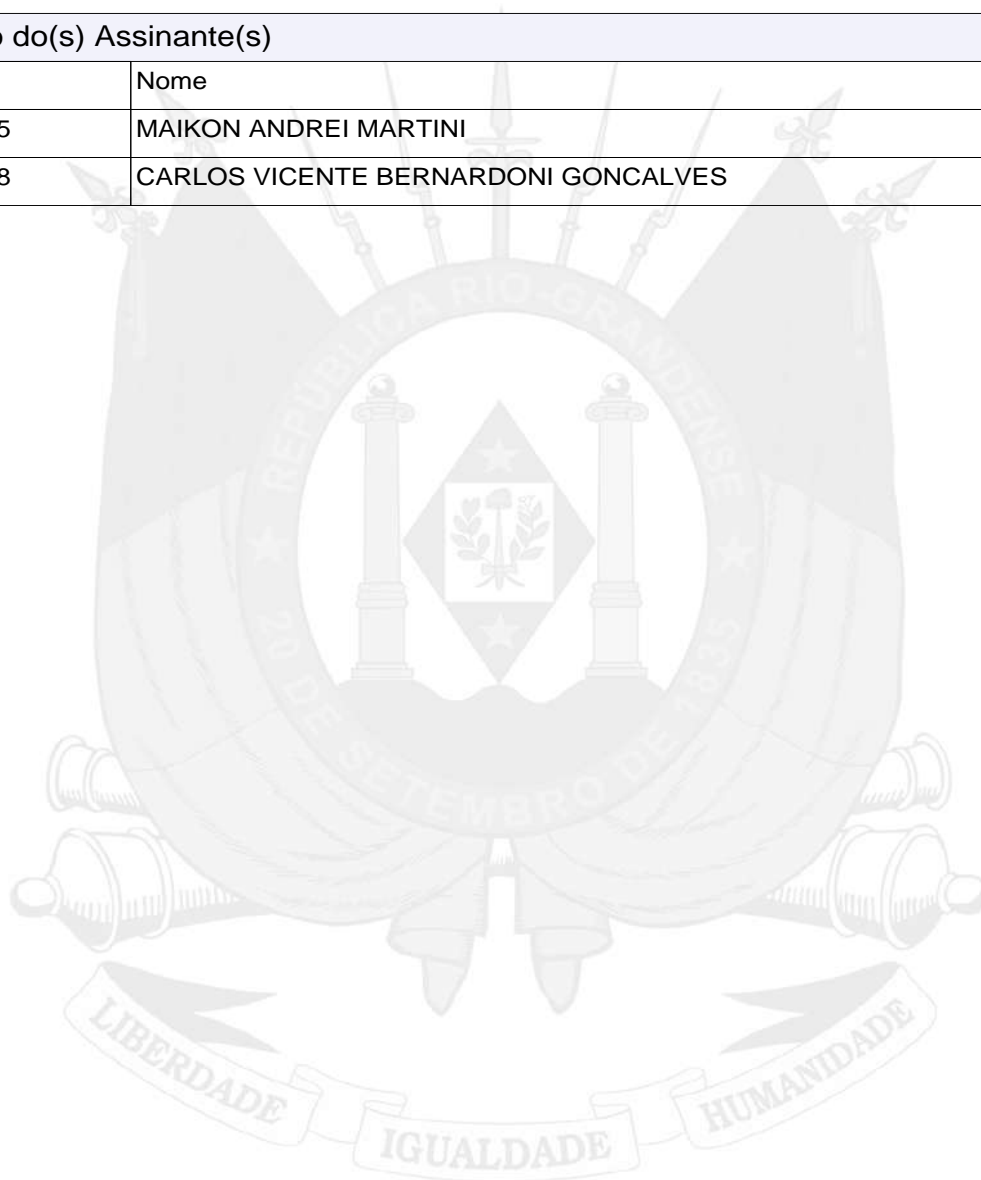 o do(s) Assinante(s)
Nome
5 MAIKON ANDREI MARTINI
8 CARLOS VICENTE BERNARDONI GONCALVES
REPÚBLICA RIO-GRANDENSE
20 DE SETEMBRO DE 1835
LIBERDADE IGUALDADE HUMANIDADE